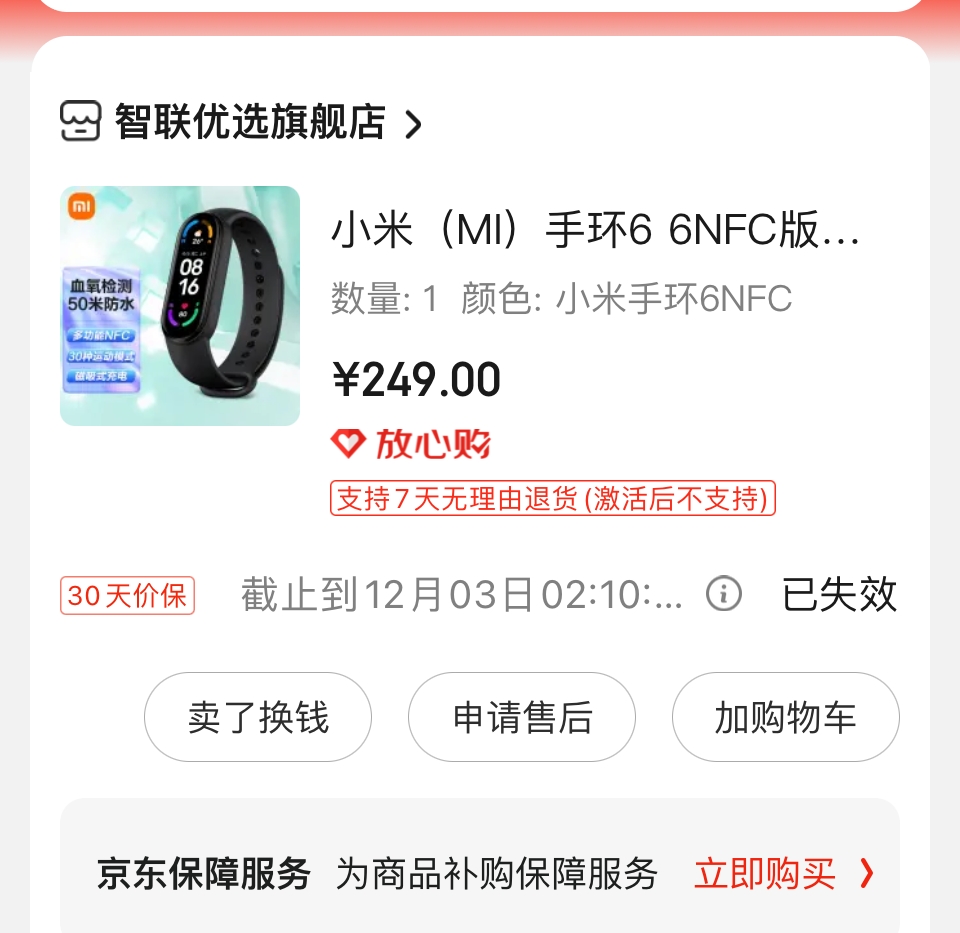 智联优选旗舰店
小米（MI）手环6 6NFC版...
数量: 1 颜色: 小米手环6NFC
¥249.00
放心购
支持7天无理由退货(激活后不支持)
血氧检测
50米防水
多功能NFC
30种运动模式
磁吸式充电
26°
08
16
30天价保 截止到12月03日02:10:... 已失效
卖了换钱 申请售后 加购物车
京东保障服务 为商品补购保障服务 立即购买